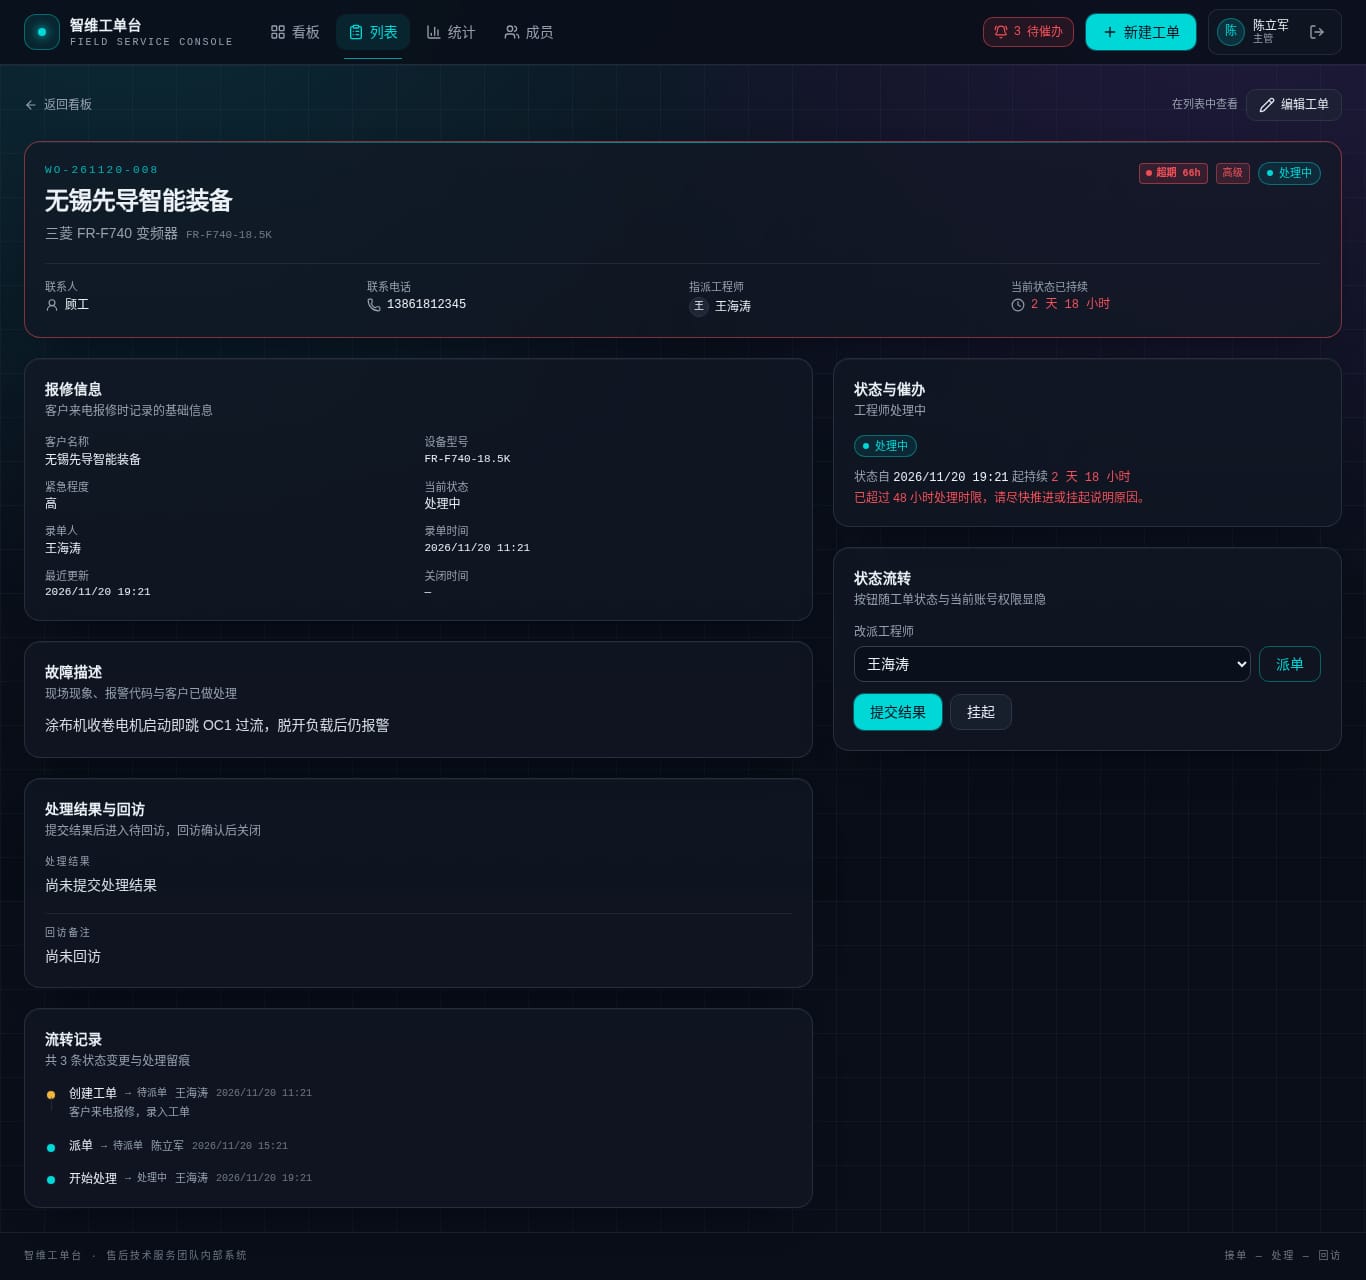 智维工单台
FIELD SERVICE CONSOLE
看板
列表
统计
成员
3 待催办
新建工单
陈
陈立军
主管
返回看板
在列表中查看
编辑工单
WO-261120-008
超期 66h
高级
处理中
无锡先导智能装备
三菱 FR-F740 变频器 FR-F740-18.5K
联系人
顾工
联系电话
13861812345
指派工程师
王 王海涛
当前状态已持续
2 天 18 小时
报修信息
客户来电报修时记录的基础信息
客户名称
无锡先导智能装备
设备型号
FR-F740-18.5K
紧急程度
高
当前状态
处理中
录单人
王海涛
录单时间
2026/11/20 11:21
最近更新
2026/11/20 19:21
关闭时间
—
状态与催办
工程师处理中
处理中
状态自 2026/11/20 19:21 起持续 2 天 18 小时
已超过 48 小时处理时限，请尽快推进或挂起说明原因。
状态流转
按钮随工单状态与当前账号权限显隐
改派工程师
王海涛
派单
提交结果
挂起
故障描述
现场现象、报警代码与客户已做处理
涂布机收卷电机启动即跳 OC1 过流，脱开负载后仍报警
处理结果与回访
提交结果后进入待回访，回访确认后关闭
处理结果
尚未提交处理结果
回访备注
尚未回访
流转记录
共 3 条状态变更与处理留痕
创建工单 → 待派单 王海涛 2026/11/20 11:21
客户来电报修，录入工单
派单 → 待派单 陈立军 2026/11/20 15:21
开始处理 → 处理中 王海涛 2026/11/20 19:21
智维工单台 · 售后技术服务团队内部系统
接单 — 处理 — 回访